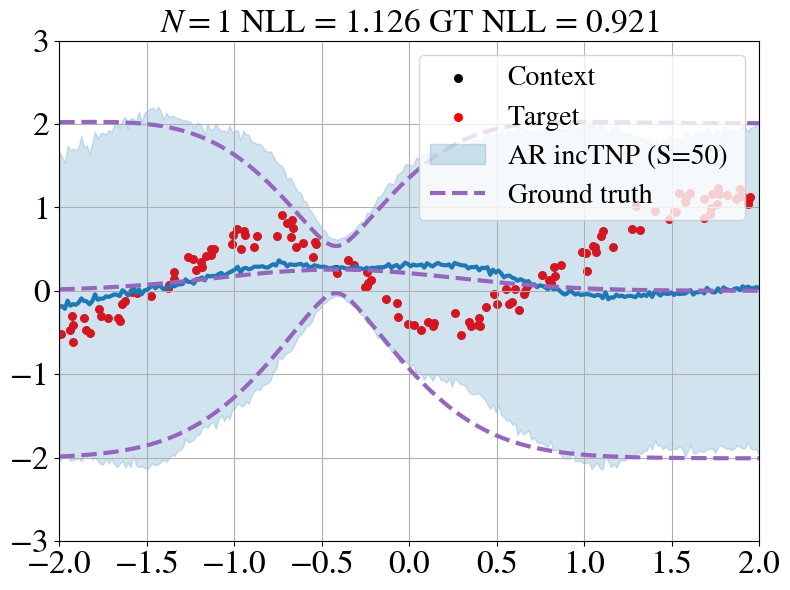 N = 1 NLL = 1.126 GT NLL = 0.921
3
2
1
0
−1
−2
−3
Context
Target
AR incTNP (S=50)
Ground truth
−2.0 −1.5 −1.0 −0.5 0.0 0.5 1.0 1.5 2.0